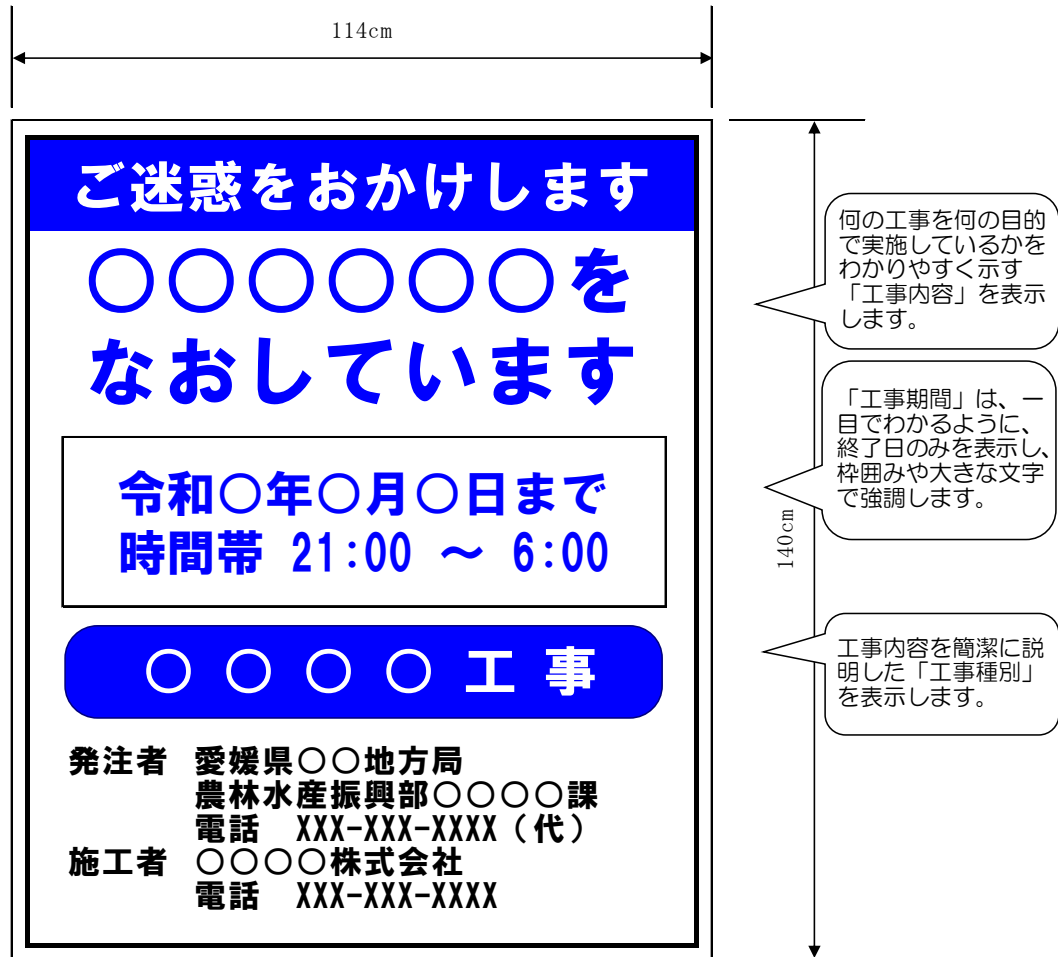 114cm
ご迷惑をおかけします
○○○○○○を
なおしています
令和○年○月○日まで
時間帯 21:00 ～ 6:00
○○○○工事
発注者 愛媛県○○地方局
農林水産振興部○○○○課
電話 XXX-XXX-XXXX（代）
施工者 ○○○○株式会社
電話 XXX-XXX-XXXX
140cm
何の工事を何の目的
で実施しているかを
わかりやすく示す
「工事内容」を表示
します。
「工事期間」は、一
目でわかるように、
終了日のみを表示し、
枠囲みや大きな文字
で強調します。
工事内容を簡潔に説
明した「工事種別」
を表示します。